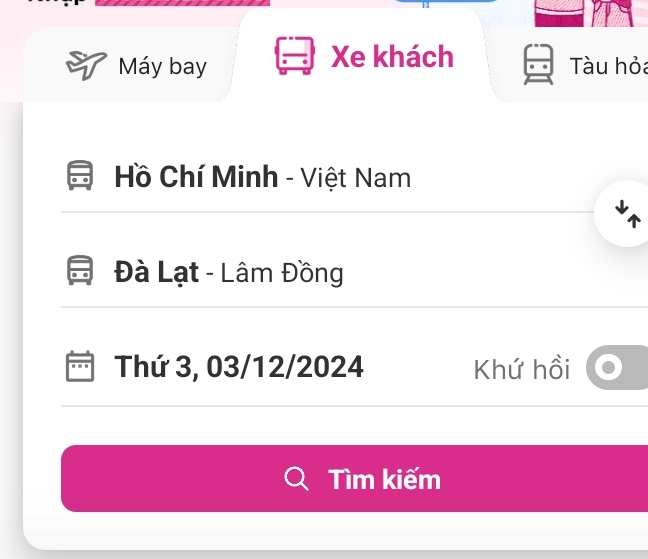 Máy bay
Xe khách
Tàu hỏa
Hồ Chí Minh - Việt Nam
Đà Lạt - Lâm Đồng
Thứ 3, 03/12/2024
Khứ hồi
Tìm kiếm